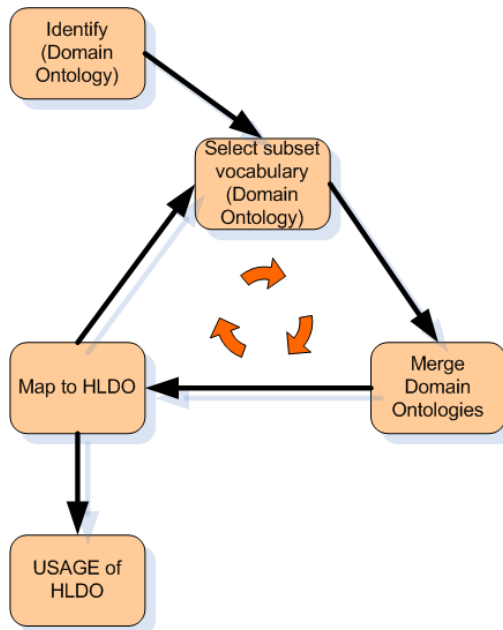 Identify
(Domain
Ontology)
Select subset
vocabulary
(Domain
Ontology)
Map to HLDO
Merge
Domain
Ontologies
USAGE of
HLDO